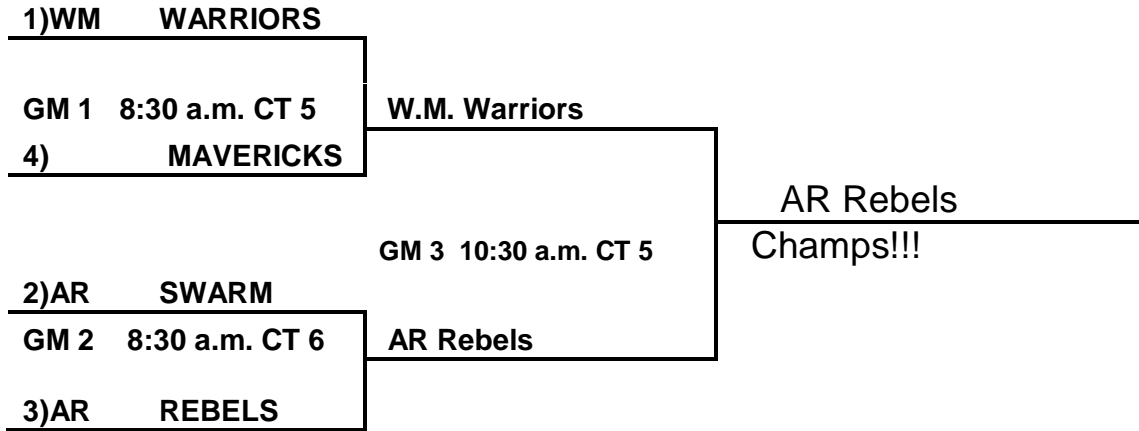 1)WM WARRIORS
GM 1 8:30 a.m. CT 5
W.M. Warriors
4) MAVERICKS
AR Rebels
Champs!!!
GM 3 10:30 a.m. CT 5
2)AR SWARM
GM 2 8:30 a.m. CT 6
AR Rebels
3)AR REBELS